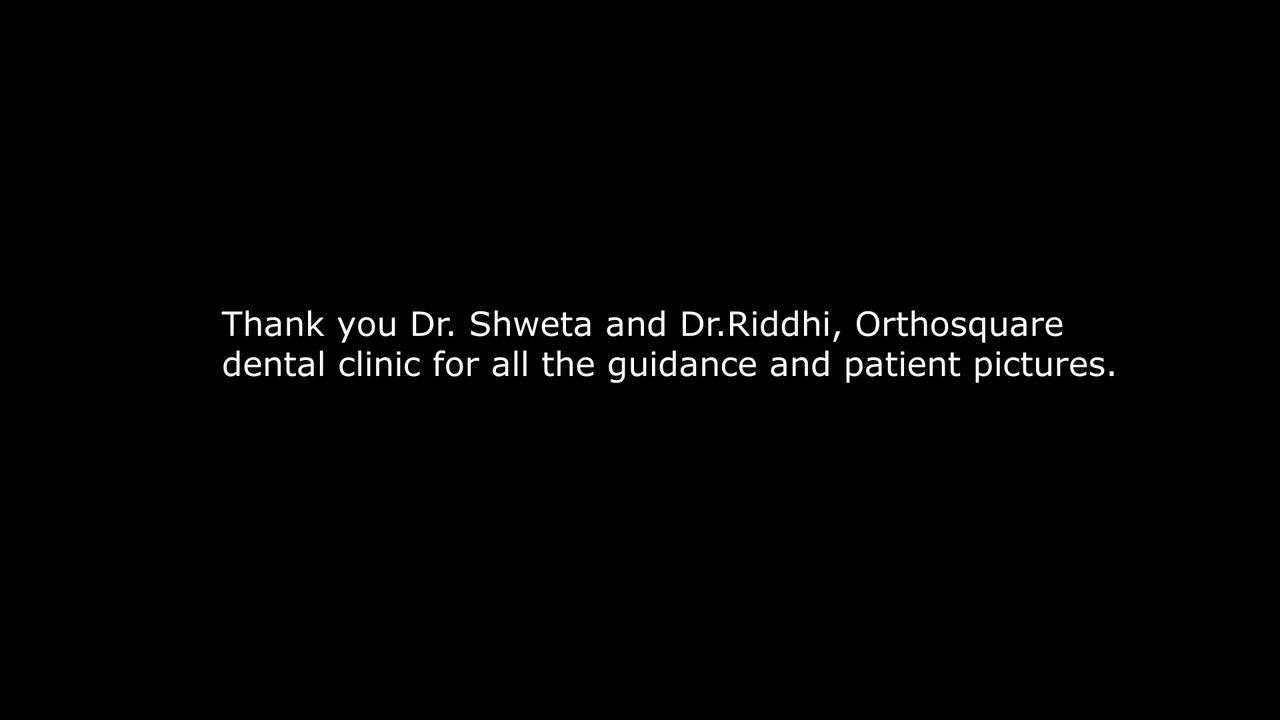 Thank you Dr. Shweta and Dr.Riddhi, Orthosquare
dental clinic for all the guidance and patient pictures.